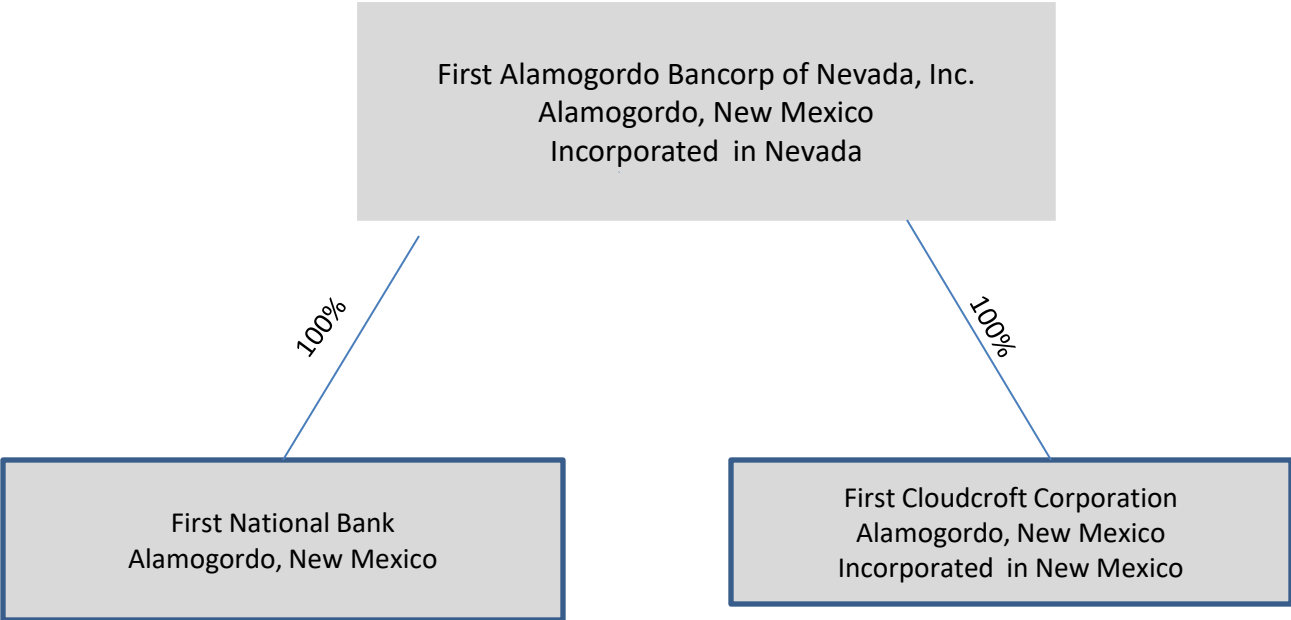 First Alamogordo Bancorp of Nevada, Inc.
Alamogordo, New Mexico
Incorporated in Nevada
100%
100%
First National Bank
Alamogordo, New Mexico
First Cloudcroft Corporation
Alamogordo, New Mexico
Incorporated in New Mexico